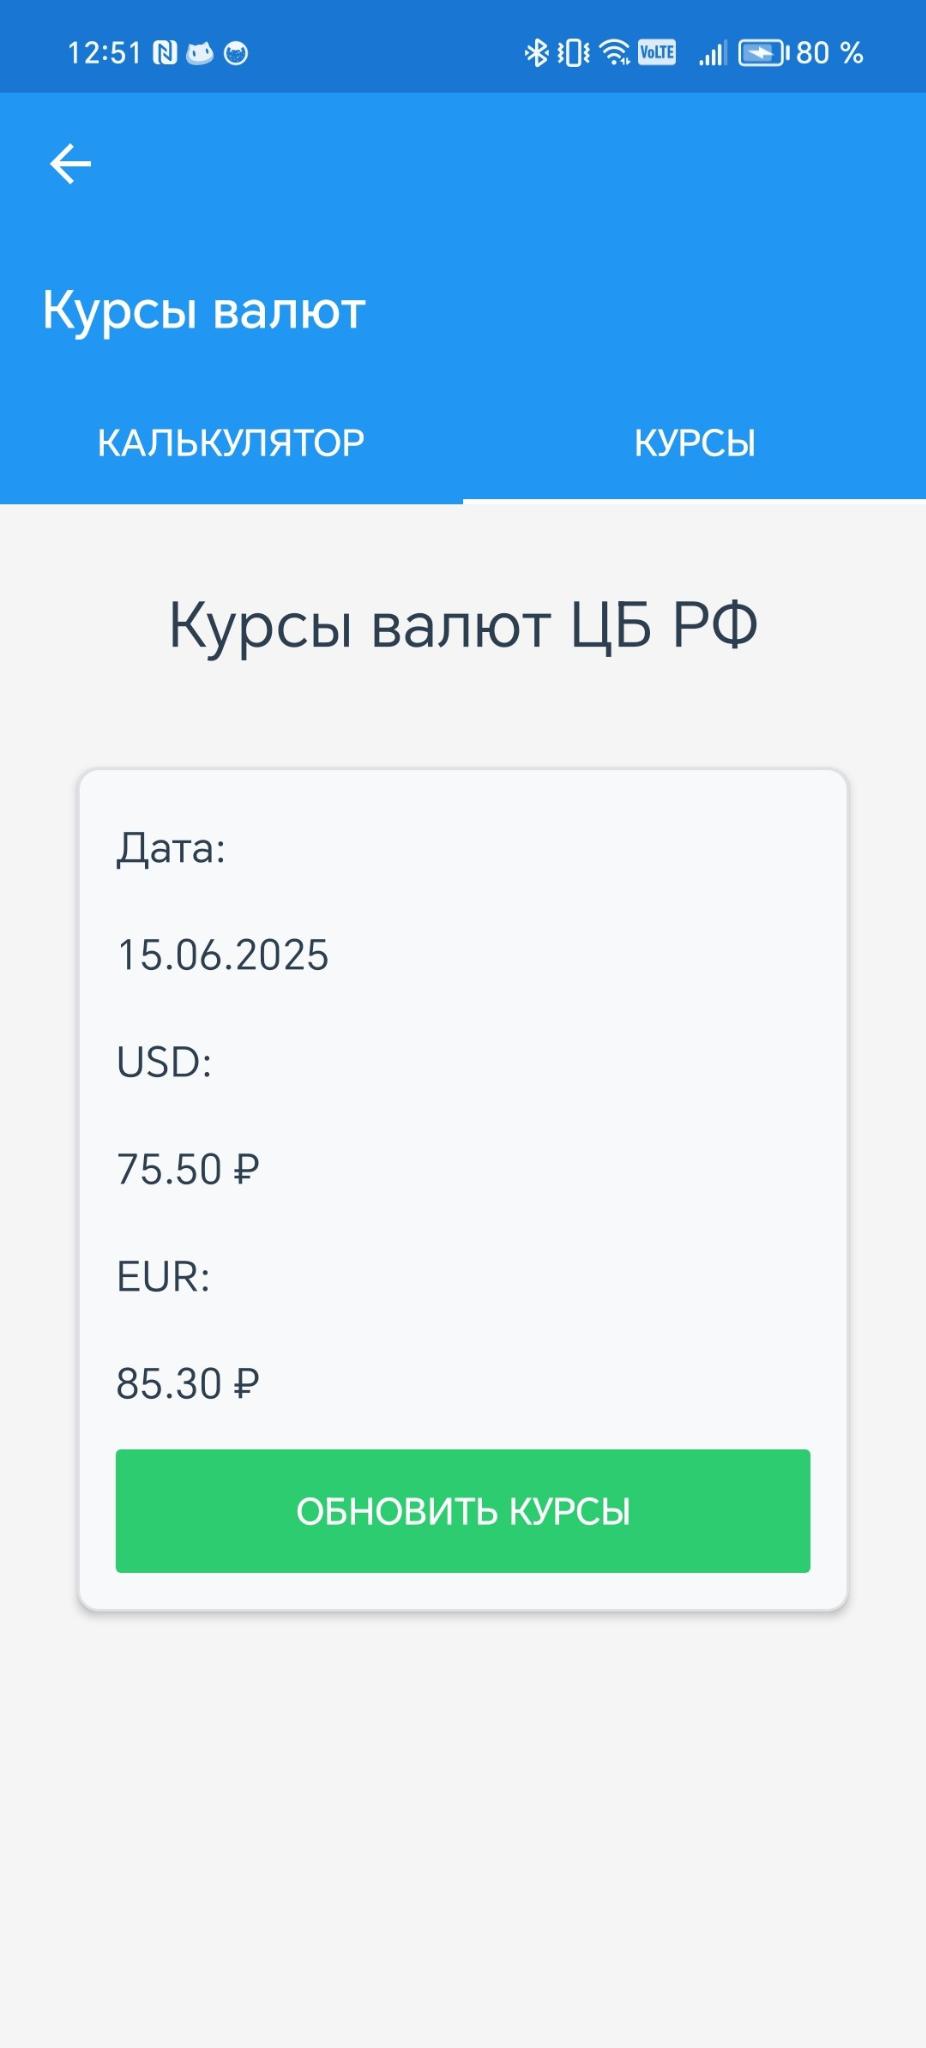 12:51
VoLTE
80 %
Курсы валют
КАЛЬКУЛЯТОР
КУРСЫ
Курсы валют ЦБ РФ
Дата:
15.06.2025
USD:
75.50 ₽
EUR:
85.30 ₽
ОБНОВИТЬ КУРСЫ